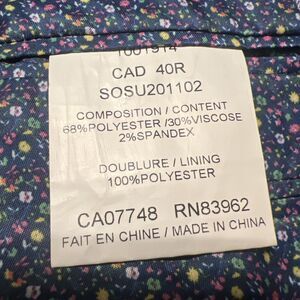 1001914
CAD 40R
SOSU201102
COMPOSITION / CONTENT
68%POLYESTER /30%VISCOSE
2%SPANDEX
DOUBLURE / LINING
100%POLYESTER
CA07748 RN83962
FAIT EN CHINE / MADE IN CHINA